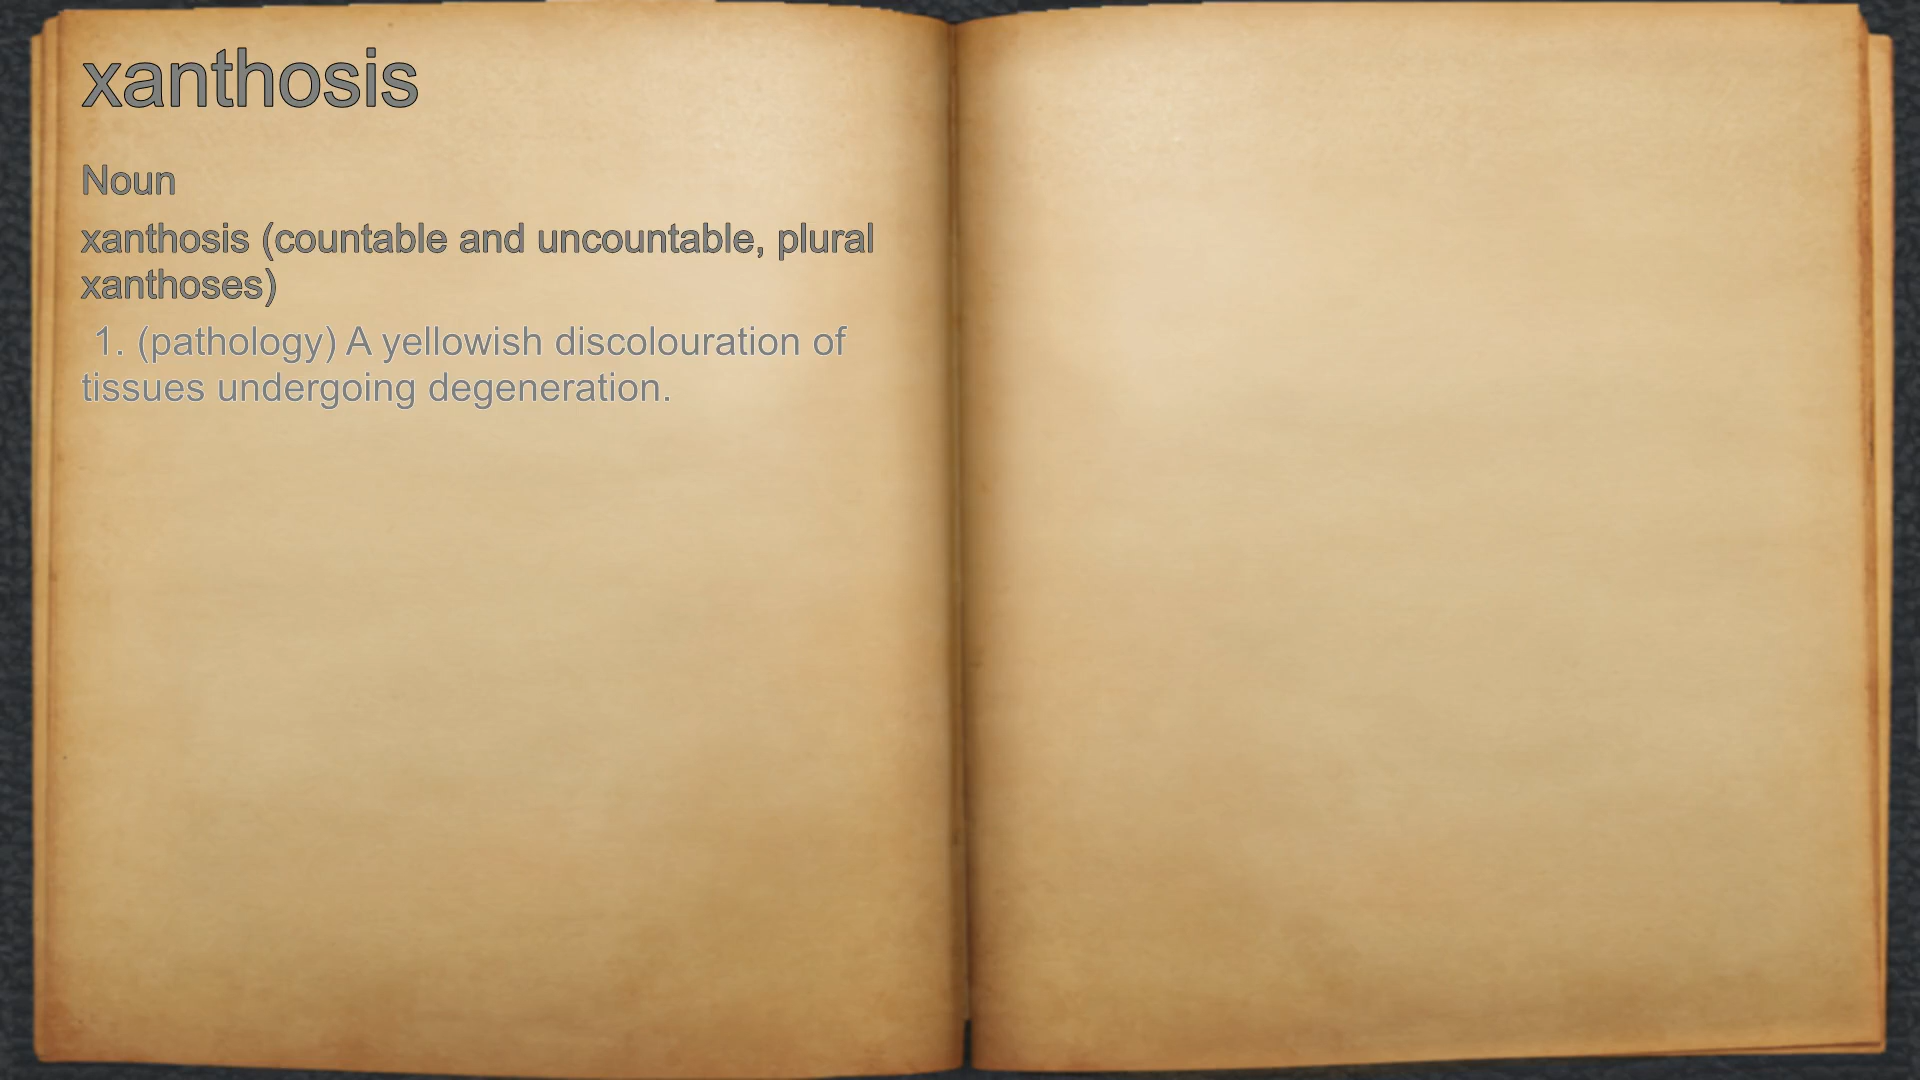 xanthosis
Noun
xanthosis (countable and uncountable, plural
xanthoses)
1. (pathology) A yellowish discolouration of
tissues undergoing degeneration.